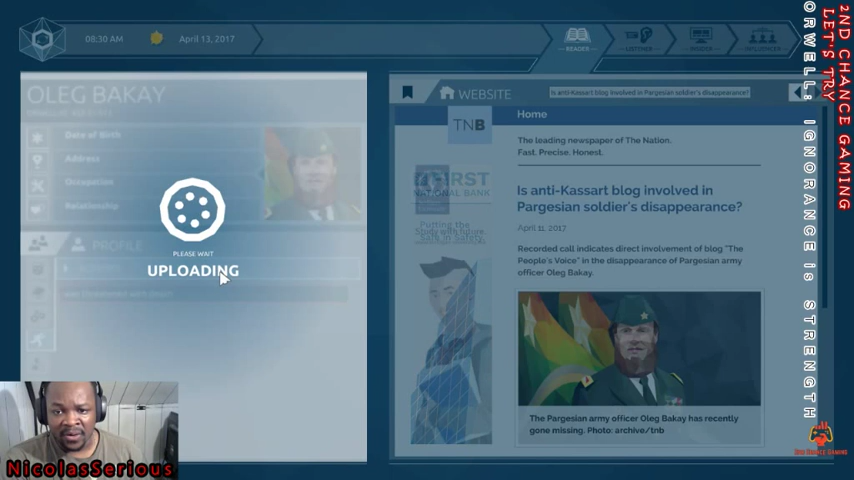 08:30 AM
April 13, 2017
READER
LISTENER
INSIDER
INFLUENCER
OLEG BAKAY
Date of Birth
Address
Occupation
Relationship
PROFILE
PLEASE WAIT
UPLOADING
WEBSITE
Is anti-Kassart blog involved in Pargesian soldier's disappearance?
Home
TNB
The leading newspaper of The Nation.
Fast. Precise. Honest.
FIRST
NATIONAL BANK
Is anti-Kassart blog involved in
Pargesian soldier's disappearance?
April 11, 2017
Recorded call indicates direct involvement of blog "The
People's Voice" in the disappearance of Pargesian army
officer Oleg Bakay.
The Pargesian army officer Oleg Bakay has recently
gone missing. Photo: archive/tnb
2ND CHANCE GAMING
LET'S TRY
ORWELL: IGNORANCE is STRENGTH
NicolasSerious
2ND CHANCE GAMING